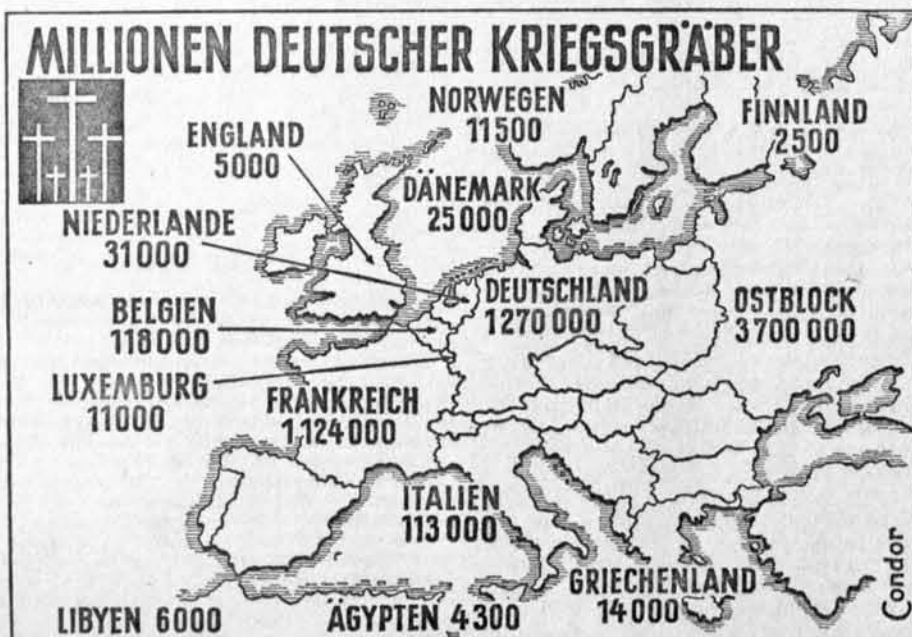 MILLIONEN DEUTSCHER KRIEGSGRÄBER
NORWEGEN
11500
FINNLAND
2500
ENGLAND
5000
DÄNEMARK
25000
NIEDERLANDE
31000
DEUTSCHLAND
1270000
OSTBLOCK
3700000
BELGIEN
118000
LUXEMBURG
11000
FRANKREICH
1124000
ITALIEN
113000
GRIECHENLAND
14000
LIBYEN 6000
ÄGYPTEN 4300
Condor